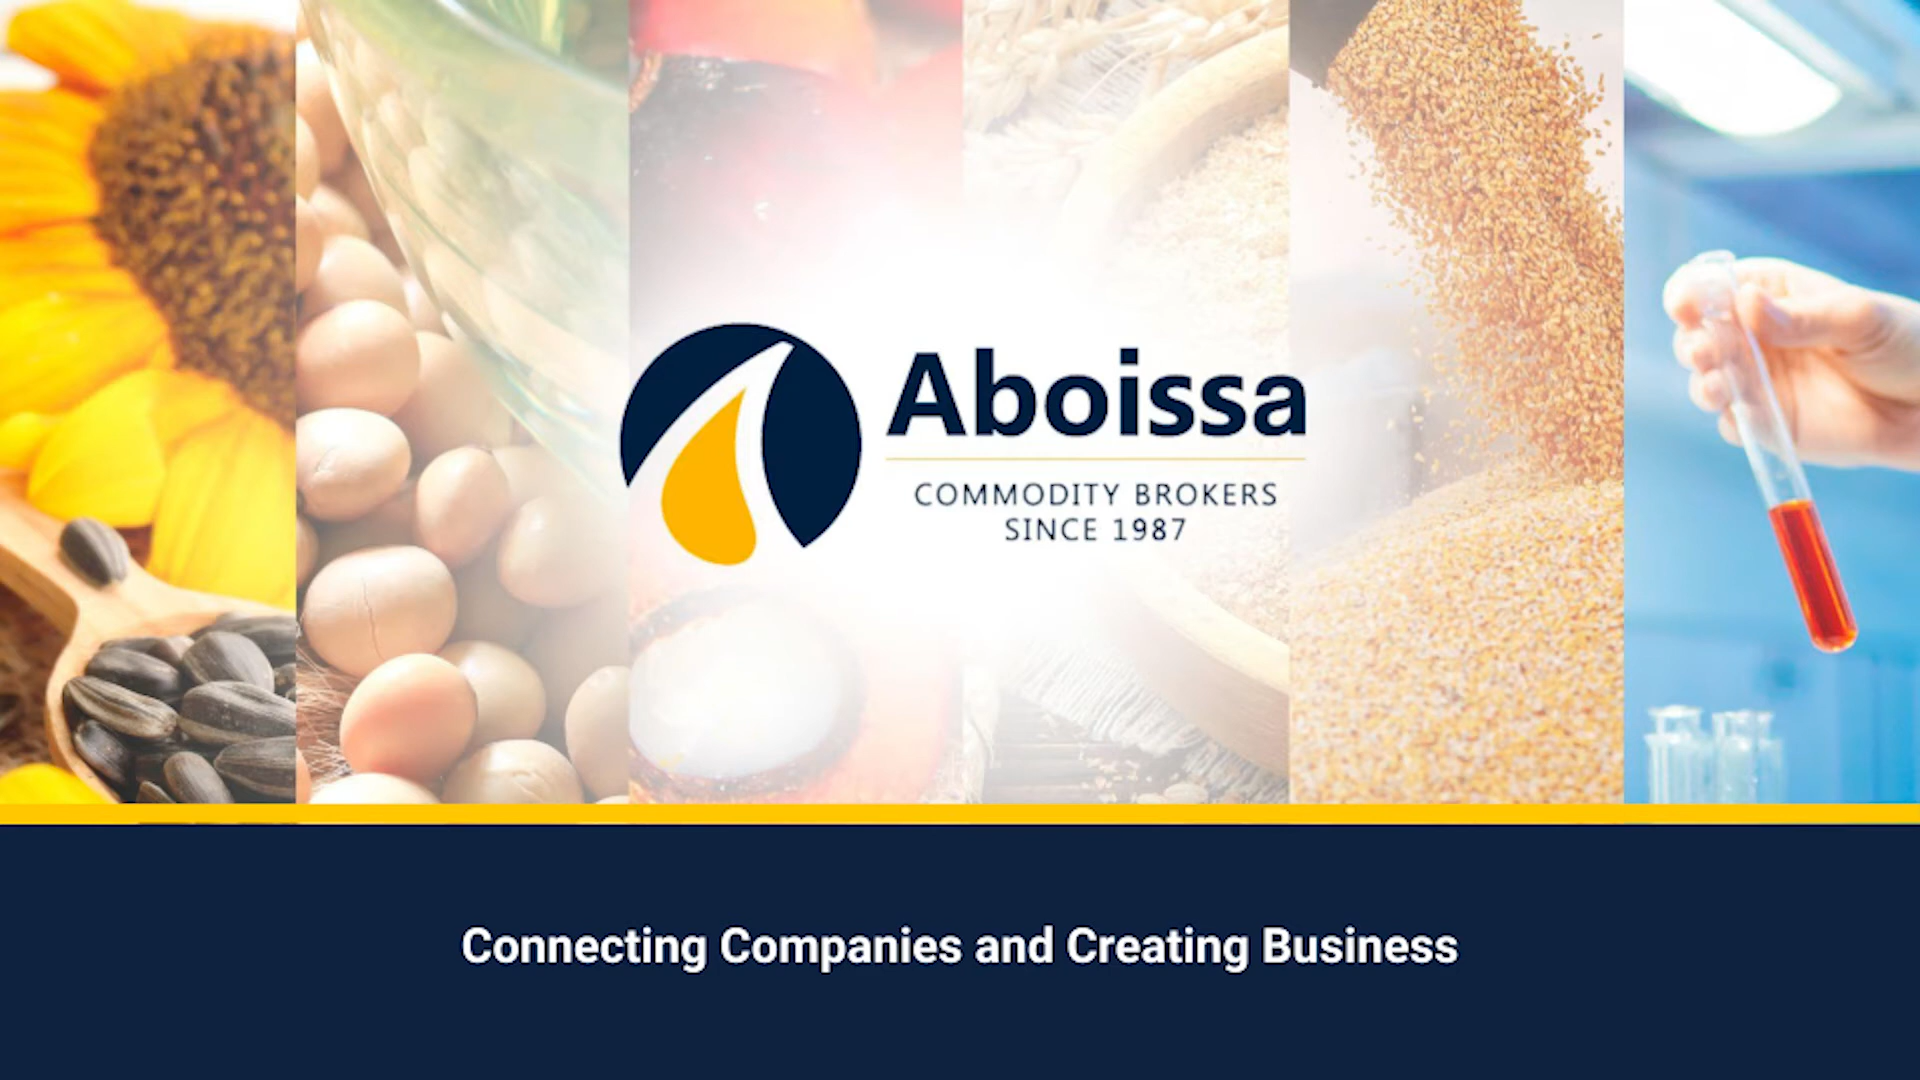 Aboissa
COMMODITY BROKERS
SINCE 1987
Connecting Companies and Creating Business